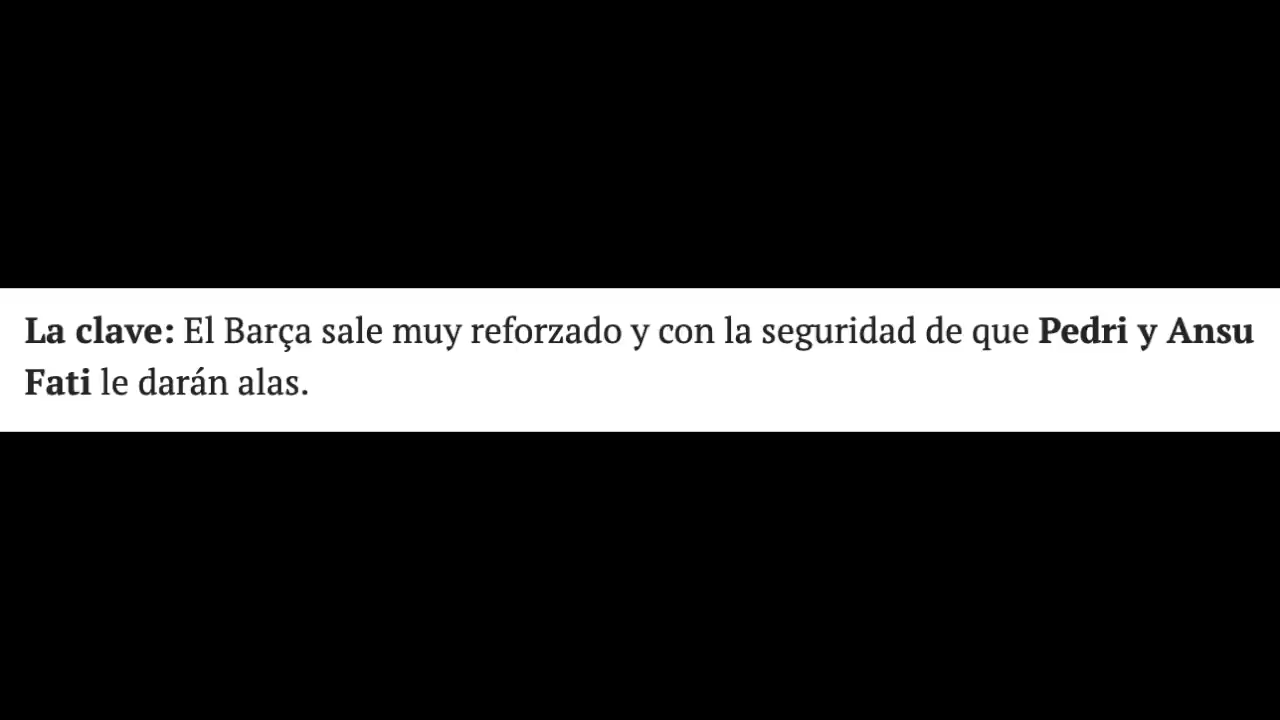 La clave: El Barça sale muy reforzado y con la seguridad de que Pedri y Ansu
Fati le darán alas.